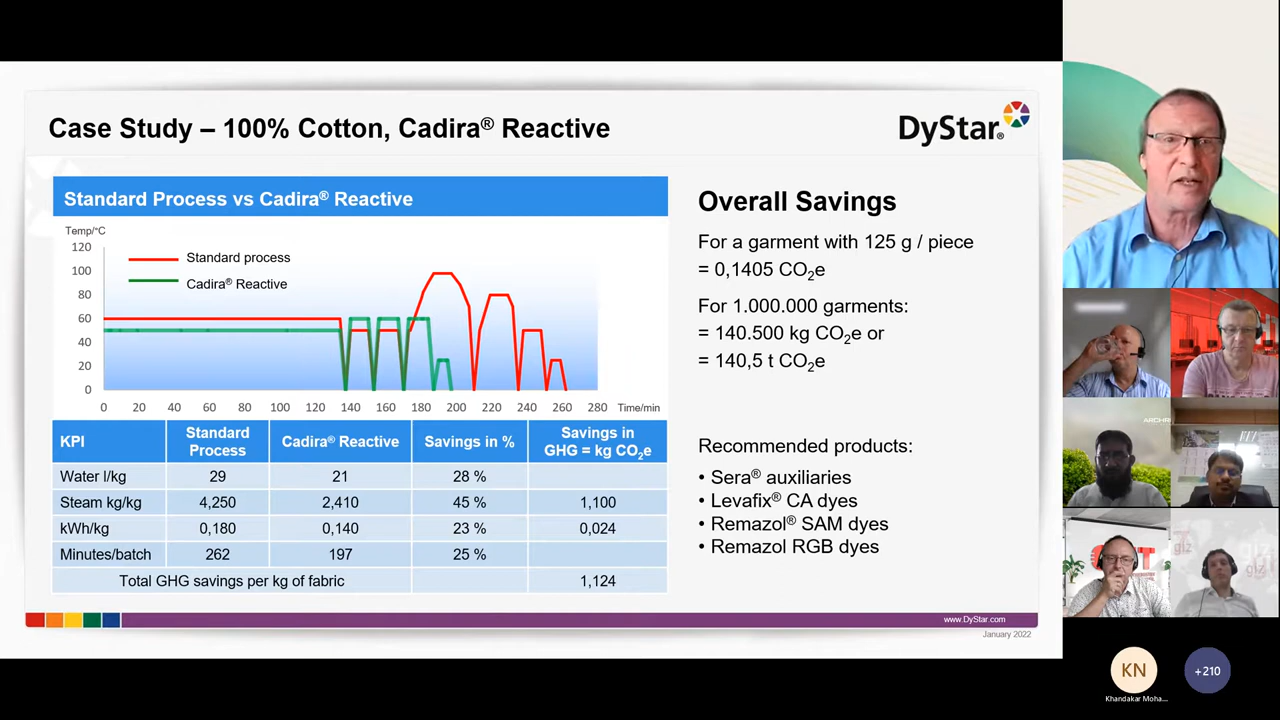 Case Study – 100% Cotton, Cadira® Reactive
DyStar®
Standard Process vs Cadira® Reactive
Temp/°C
120
100
80
60
40
20
0
Standard process
Cadira® Reactive
0 20 40 60 80 100 120 140 160 180 200 220 240 260 280 Time/min
KPI Standard Process Cadira® Reactive Savings in % Savings in GHG = kg CO₂e
Water l/kg 29 21 28 %
Steam kg/kg 4,250 2,410 45 % 1,100
kWh/kg 0,180 0,140 23 % 0,024
Minutes/batch 262 197 25 %
Total GHG savings per kg of fabric 1,124
Overall Savings
For a garment with 125 g / piece
= 0,1405 CO₂e
For 1.000.000 garments:
= 140.500 kg CO₂e or
= 140,5 t CO₂e
Recommended products:
• Sera® auxiliaries
• Levafix® CA dyes
• Remazol® SAM dyes
• Remazol RGB dyes
www.DyStar.com
January 2022
ARCHRI
giz
giz
KN
Khandakar Moha...
+210